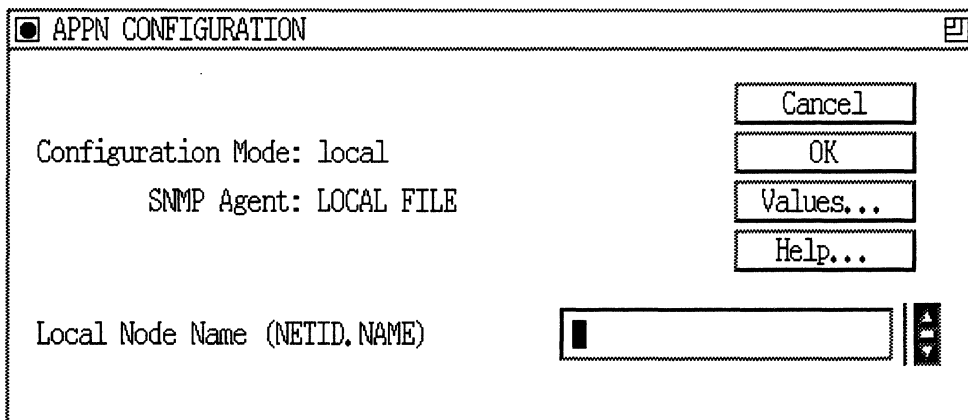 APPN CONFIGURATION
Cancel
Configuration Mode: local
OK
SNMP Agent: LOCAL FILE
Values...
Help...
Local Node Name (NETID.NAME)